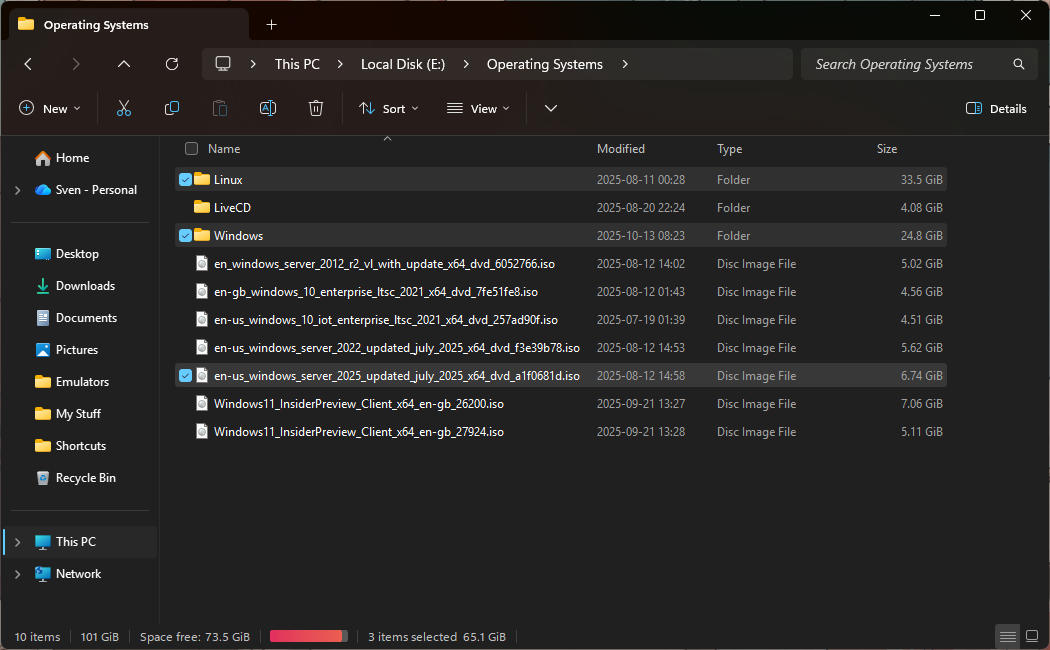 Operating Systems
This PC Local Disk (E:) Operating Systems Search Operating Systems
New Sort View Details
Name Modified Type Size
Home
Sven - Personal
Desktop
Downloads
Documents
Pictures
Emulators
My Stuff
Shortcuts
Recycle Bin
This PC
Network
Linux 2025-08-11 00:28 Folder 33.5 GiB
LiveCD 2025-08-20 22:24 Folder 4.08 GiB
Windows 2025-10-13 08:23 Folder 24.8 GiB
en_windows_server_2012_r2_vl_with_update_x64_dvd_6052766.iso 2025-08-12 14:02 Disc Image File 5.02 GiB
en-gb_windows_10_enterprise_ltsc_2021_x64_dvd_7fe51fe8.iso 2025-08-12 01:43 Disc Image File 4.56 GiB
en-us_windows_10_iot_enterprise_ltsc_2021_x64_dvd_257ad90f.iso 2025-07-19 01:39 Disc Image File 4.51 GiB
en-us_windows_server_2022_updated_july_2025_x64_dvd_f3e39b78.iso 2025-08-12 14:53 Disc Image File 5.62 GiB
en-us_windows_server_2025_updated_july_2025_x64_dvd_a1f0681d.iso 2025-08-12 14:58 Disc Image File 6.74 GiB
Windows11_InsiderPreview_Client_x64_en-gb_26200.iso 2025-09-21 13:27 Disc Image File 7.06 GiB
Windows11_InsiderPreview_Client_x64_en-gb_27924.iso 2025-09-21 13:28 Disc Image File 5.11 GiB
10 items 101 GiB Space free: 73.5 GiB 3 items selected 65.1 GiB